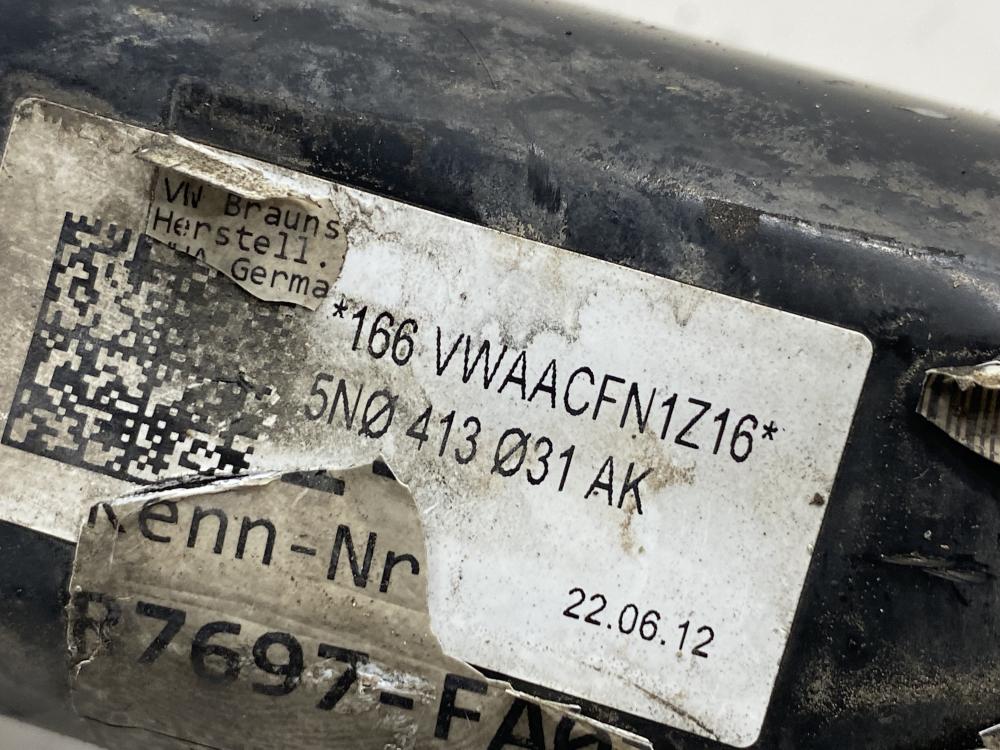 VW Brauns
Herstell.
Germa
*166 VWAACFN1Z16*
5NØ 413 Ø31 AK
22.06.12
Kenn-Nr
7697-FA